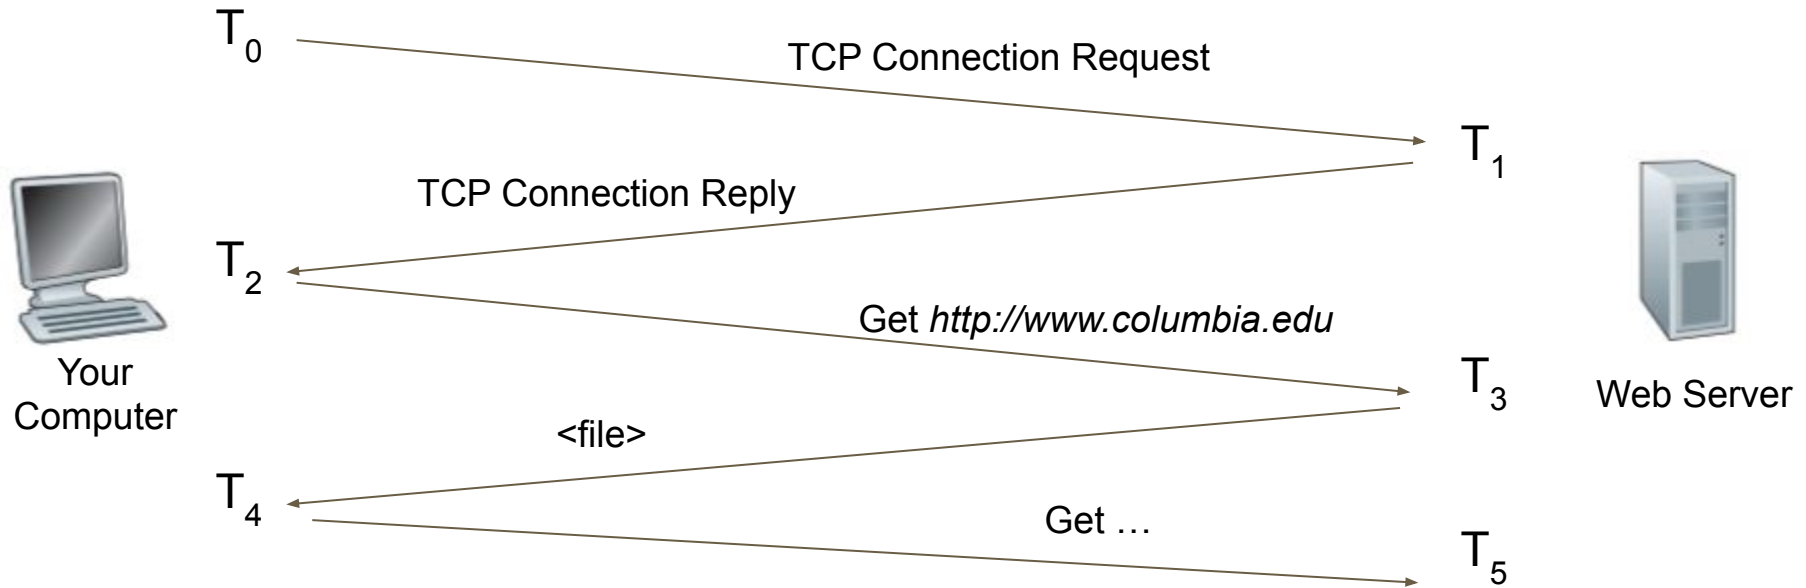 T0
TCP Connection Request
T1
TCP Connection Reply
T2
Get http://www.columbia.edu
Your
Computer
T3
Web Server
<file>
T4
Get …
T5